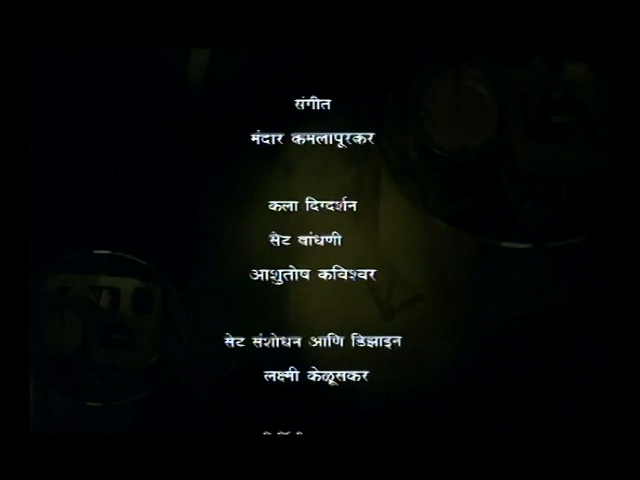 संगीत
मंदार कमलापूरकर
कला दिग्दर्शन
सेट बांधणी
आशुतोष कविश्वर
सेट संशोधन आणि डिझाइन
लक्ष्मी केळूसकर